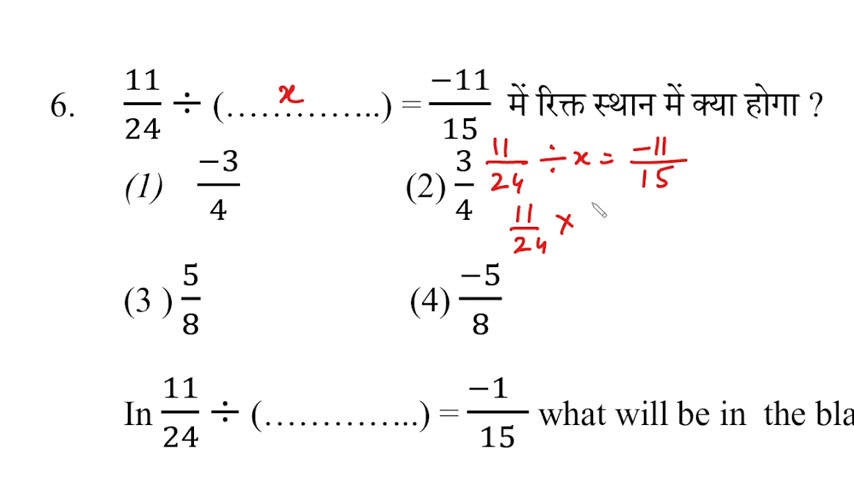 6. 11/24 ÷ (......x........) = -11/15 में रिक्त स्थान में क्या होगा ?
(1) -3/4 (2) 3/4
11/24 ÷ x = -11/15
11/24 ×
(3 ) 5/8 (4) -5/8
In 11/24 ÷ (..............) = -1/15 what will be in the bla